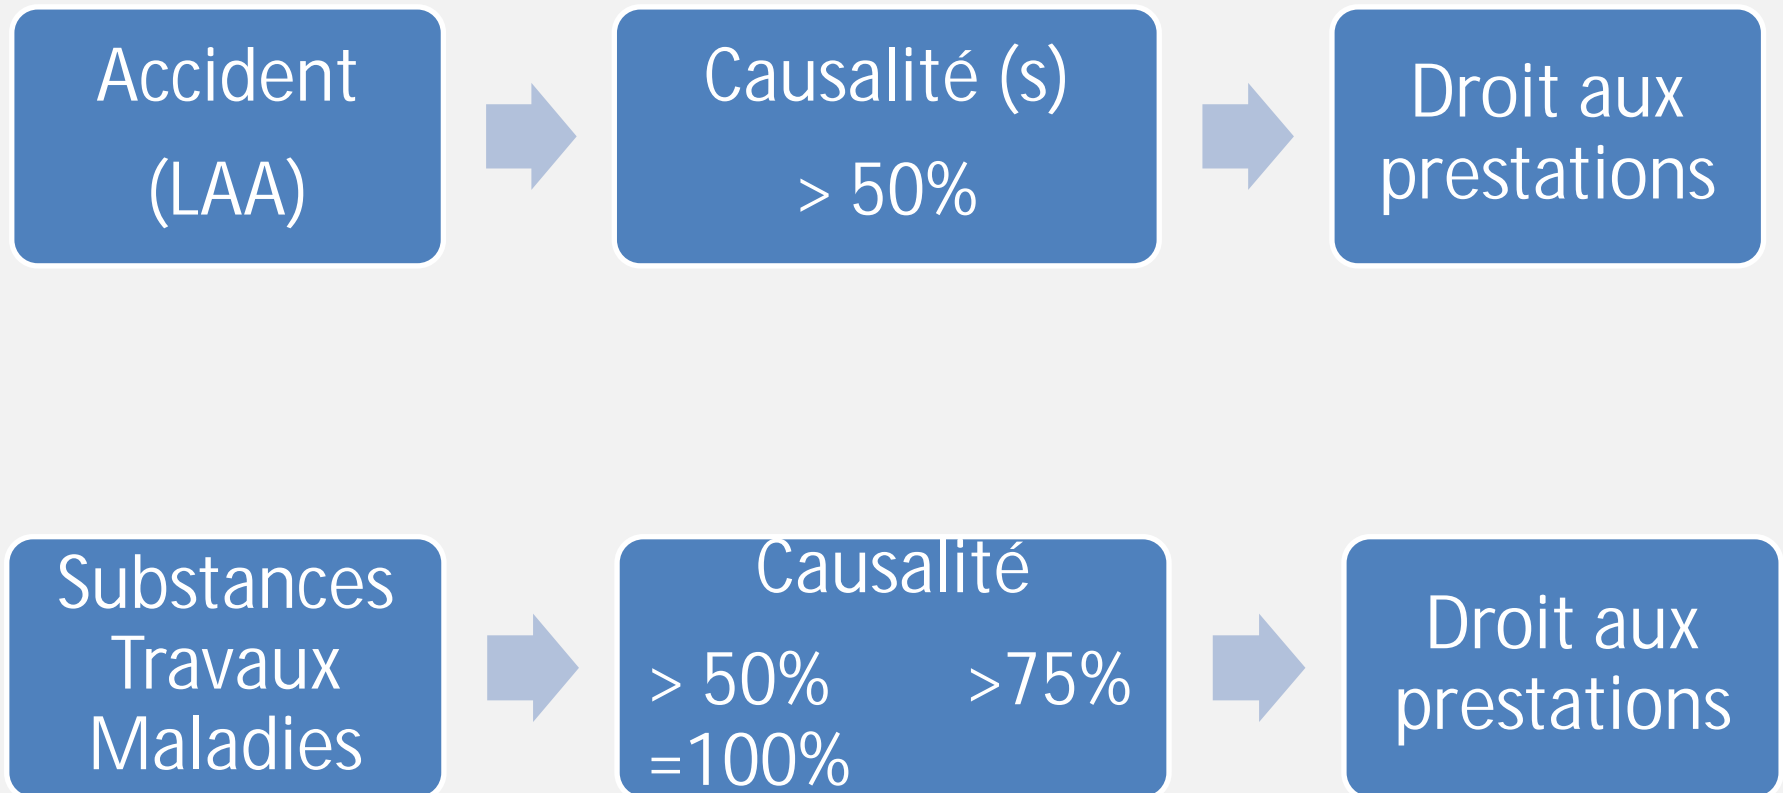 Accident
(LAA)
Causalité (s)
> 50%
Droit aux
prestations
Substances
Travaux
Maladies
Causalité
> 50% >75%
=100%
Droit aux
prestations